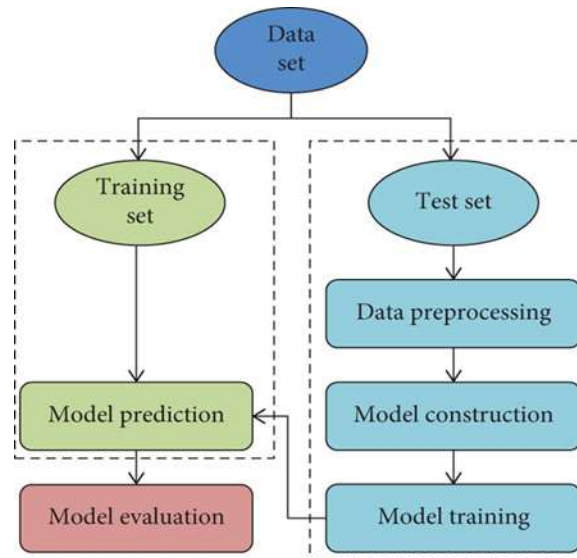 Data
set
Training
set
Test set
Data preprocessing
Model prediction
Model construction
Model evaluation
Model training